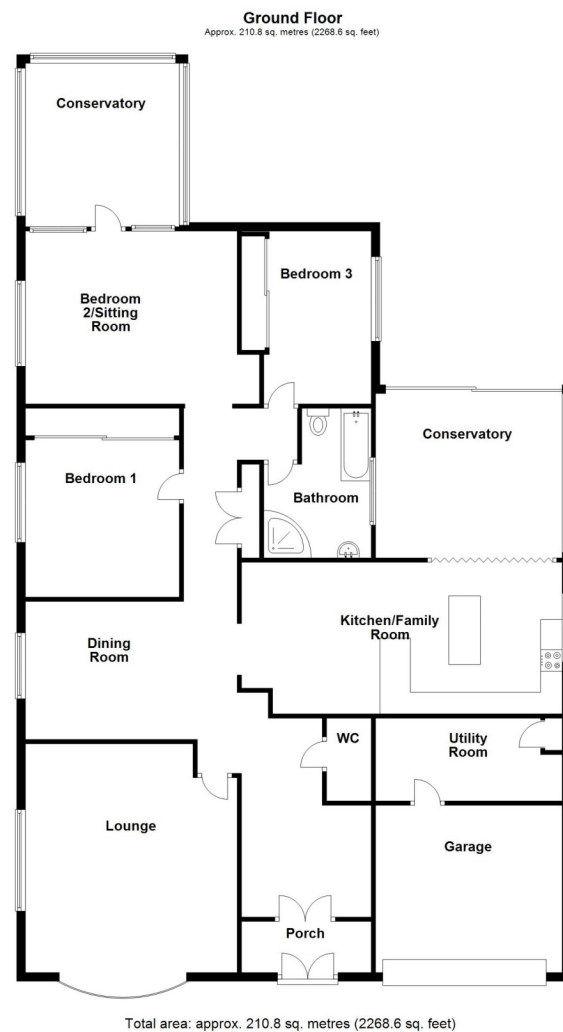 Ground Floor
Approx. 210.8 sq. metres (2268.6 sq. feet)
Conservatory
Bedroom 3
Bedroom
2/Sitting
Room
Conservatory
Bedroom 1
Bathroom
Kitchen/Family
Room
Dining
Room
WC
Utility
Room
Lounge
Garage
Porch
Total area: approx. 210.8 sq. metres (2268.6 sq. feet)